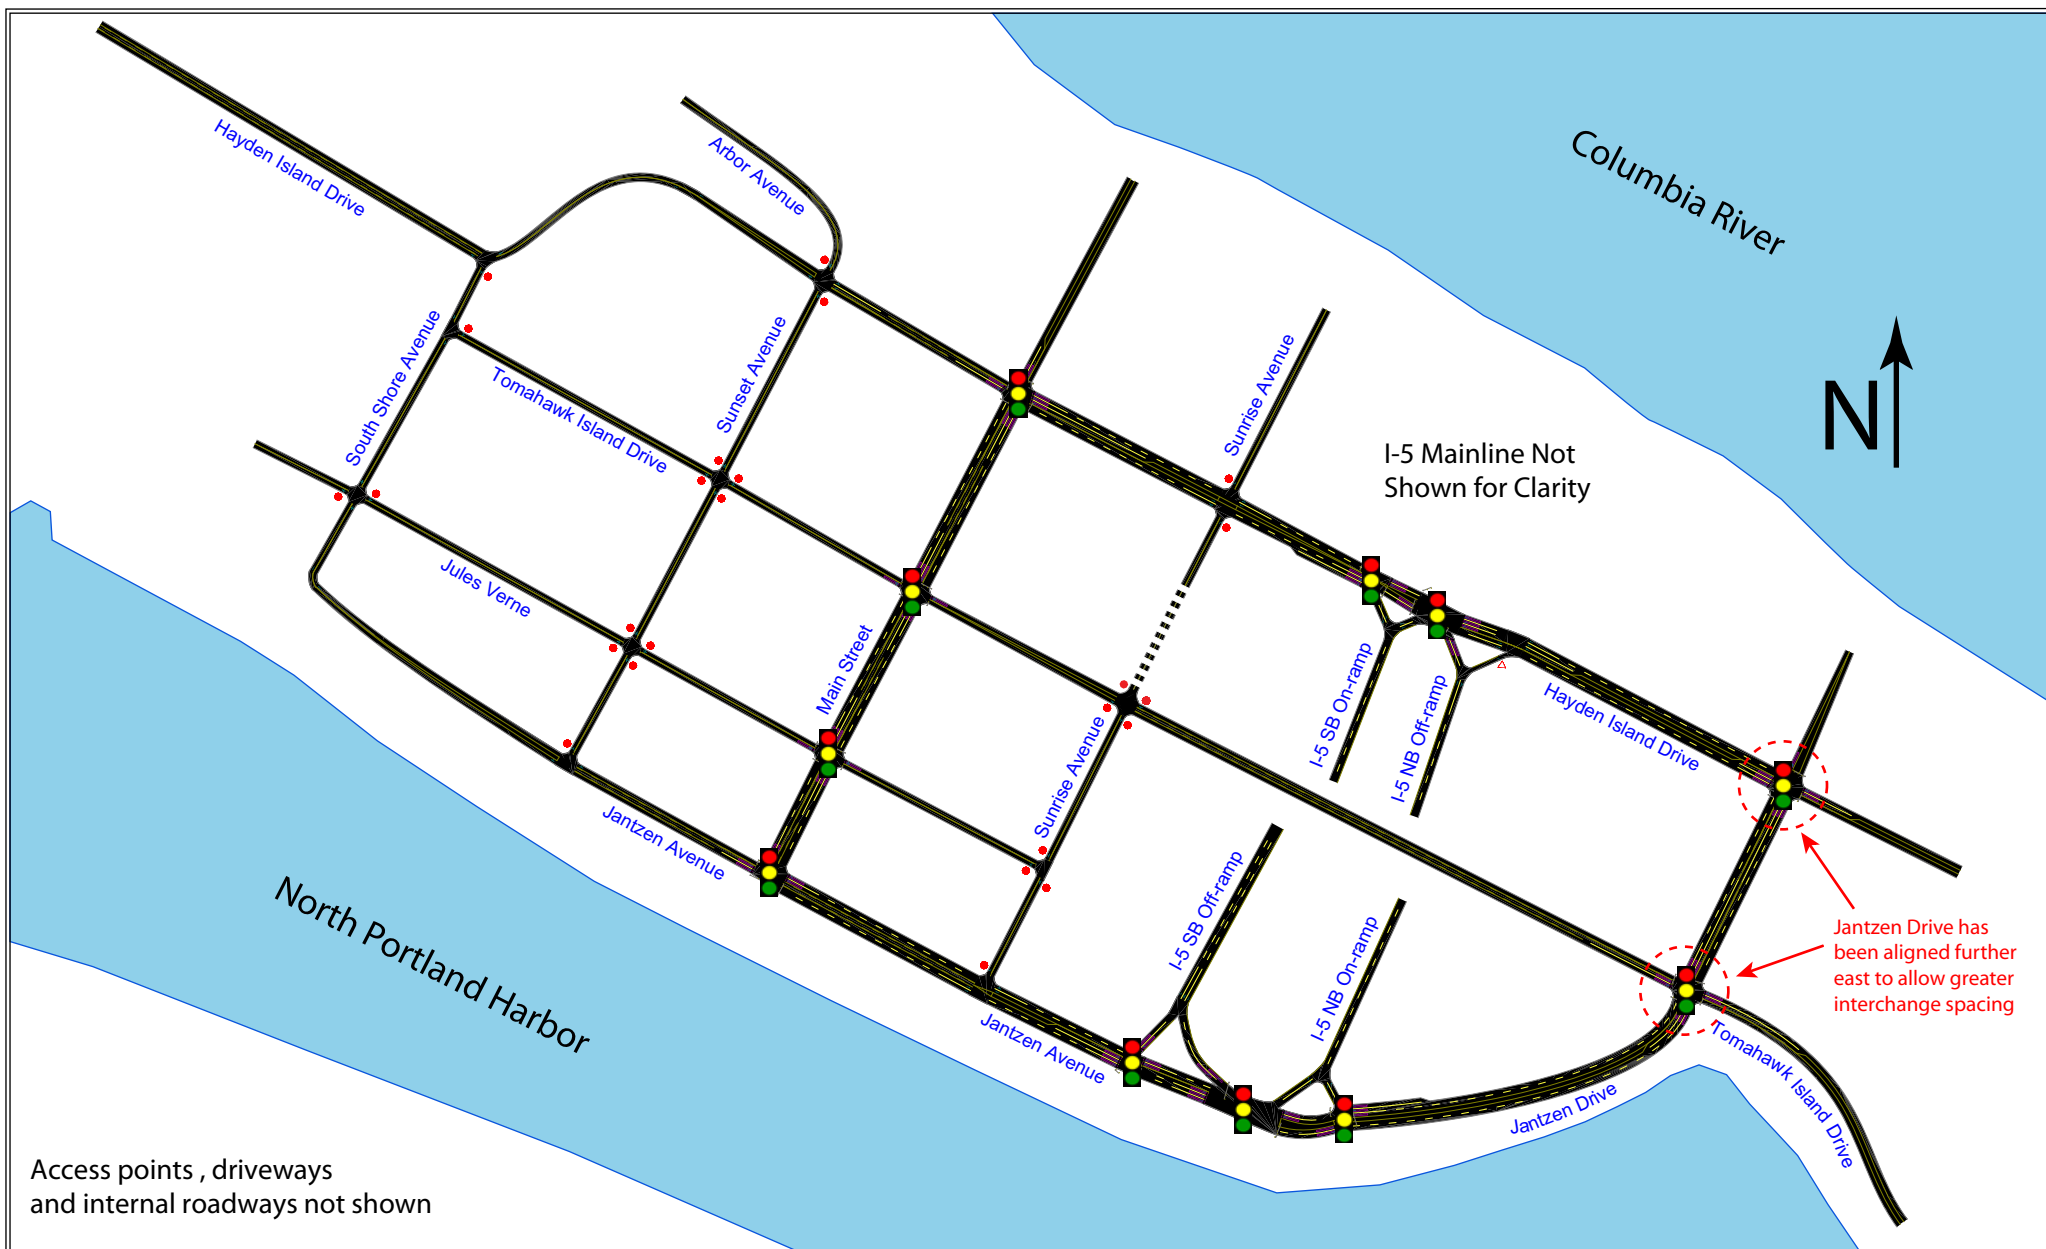 Columbia River
Hayden Island Drive
Arbor Avenue
South Shore Avenue
Sunset Avenue
Tomahawk Island Drive
Sunrise Avenue
N
I-5 Mainline Not
Shown for Clarity
Jules Verne
Main Street
I-5 SB On-ramp
I-5 NB Off-ramp
Hayden Island Drive
Sunrise Avenue
Jantzen Avenue
North Portland Harbor
I-5 SB Off-ramp
I-5 NB On-ramp
Jantzen Drive has
been aligned further
east to allow greater
interchange spacing
Jantzen Avenue
Jantzen Drive
Tomahawk Island Drive
Access points , driveways
and internal roadways not shown